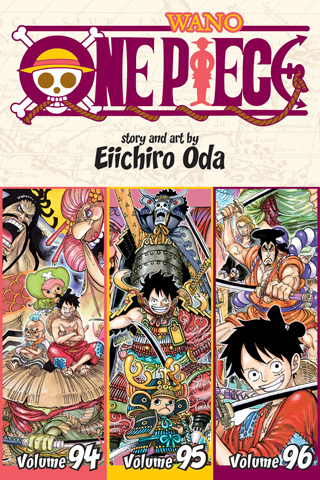 WANO
ONE PIECE
story and art by
Eiichiro Oda
Volume 94
Volume 95
Volume 96